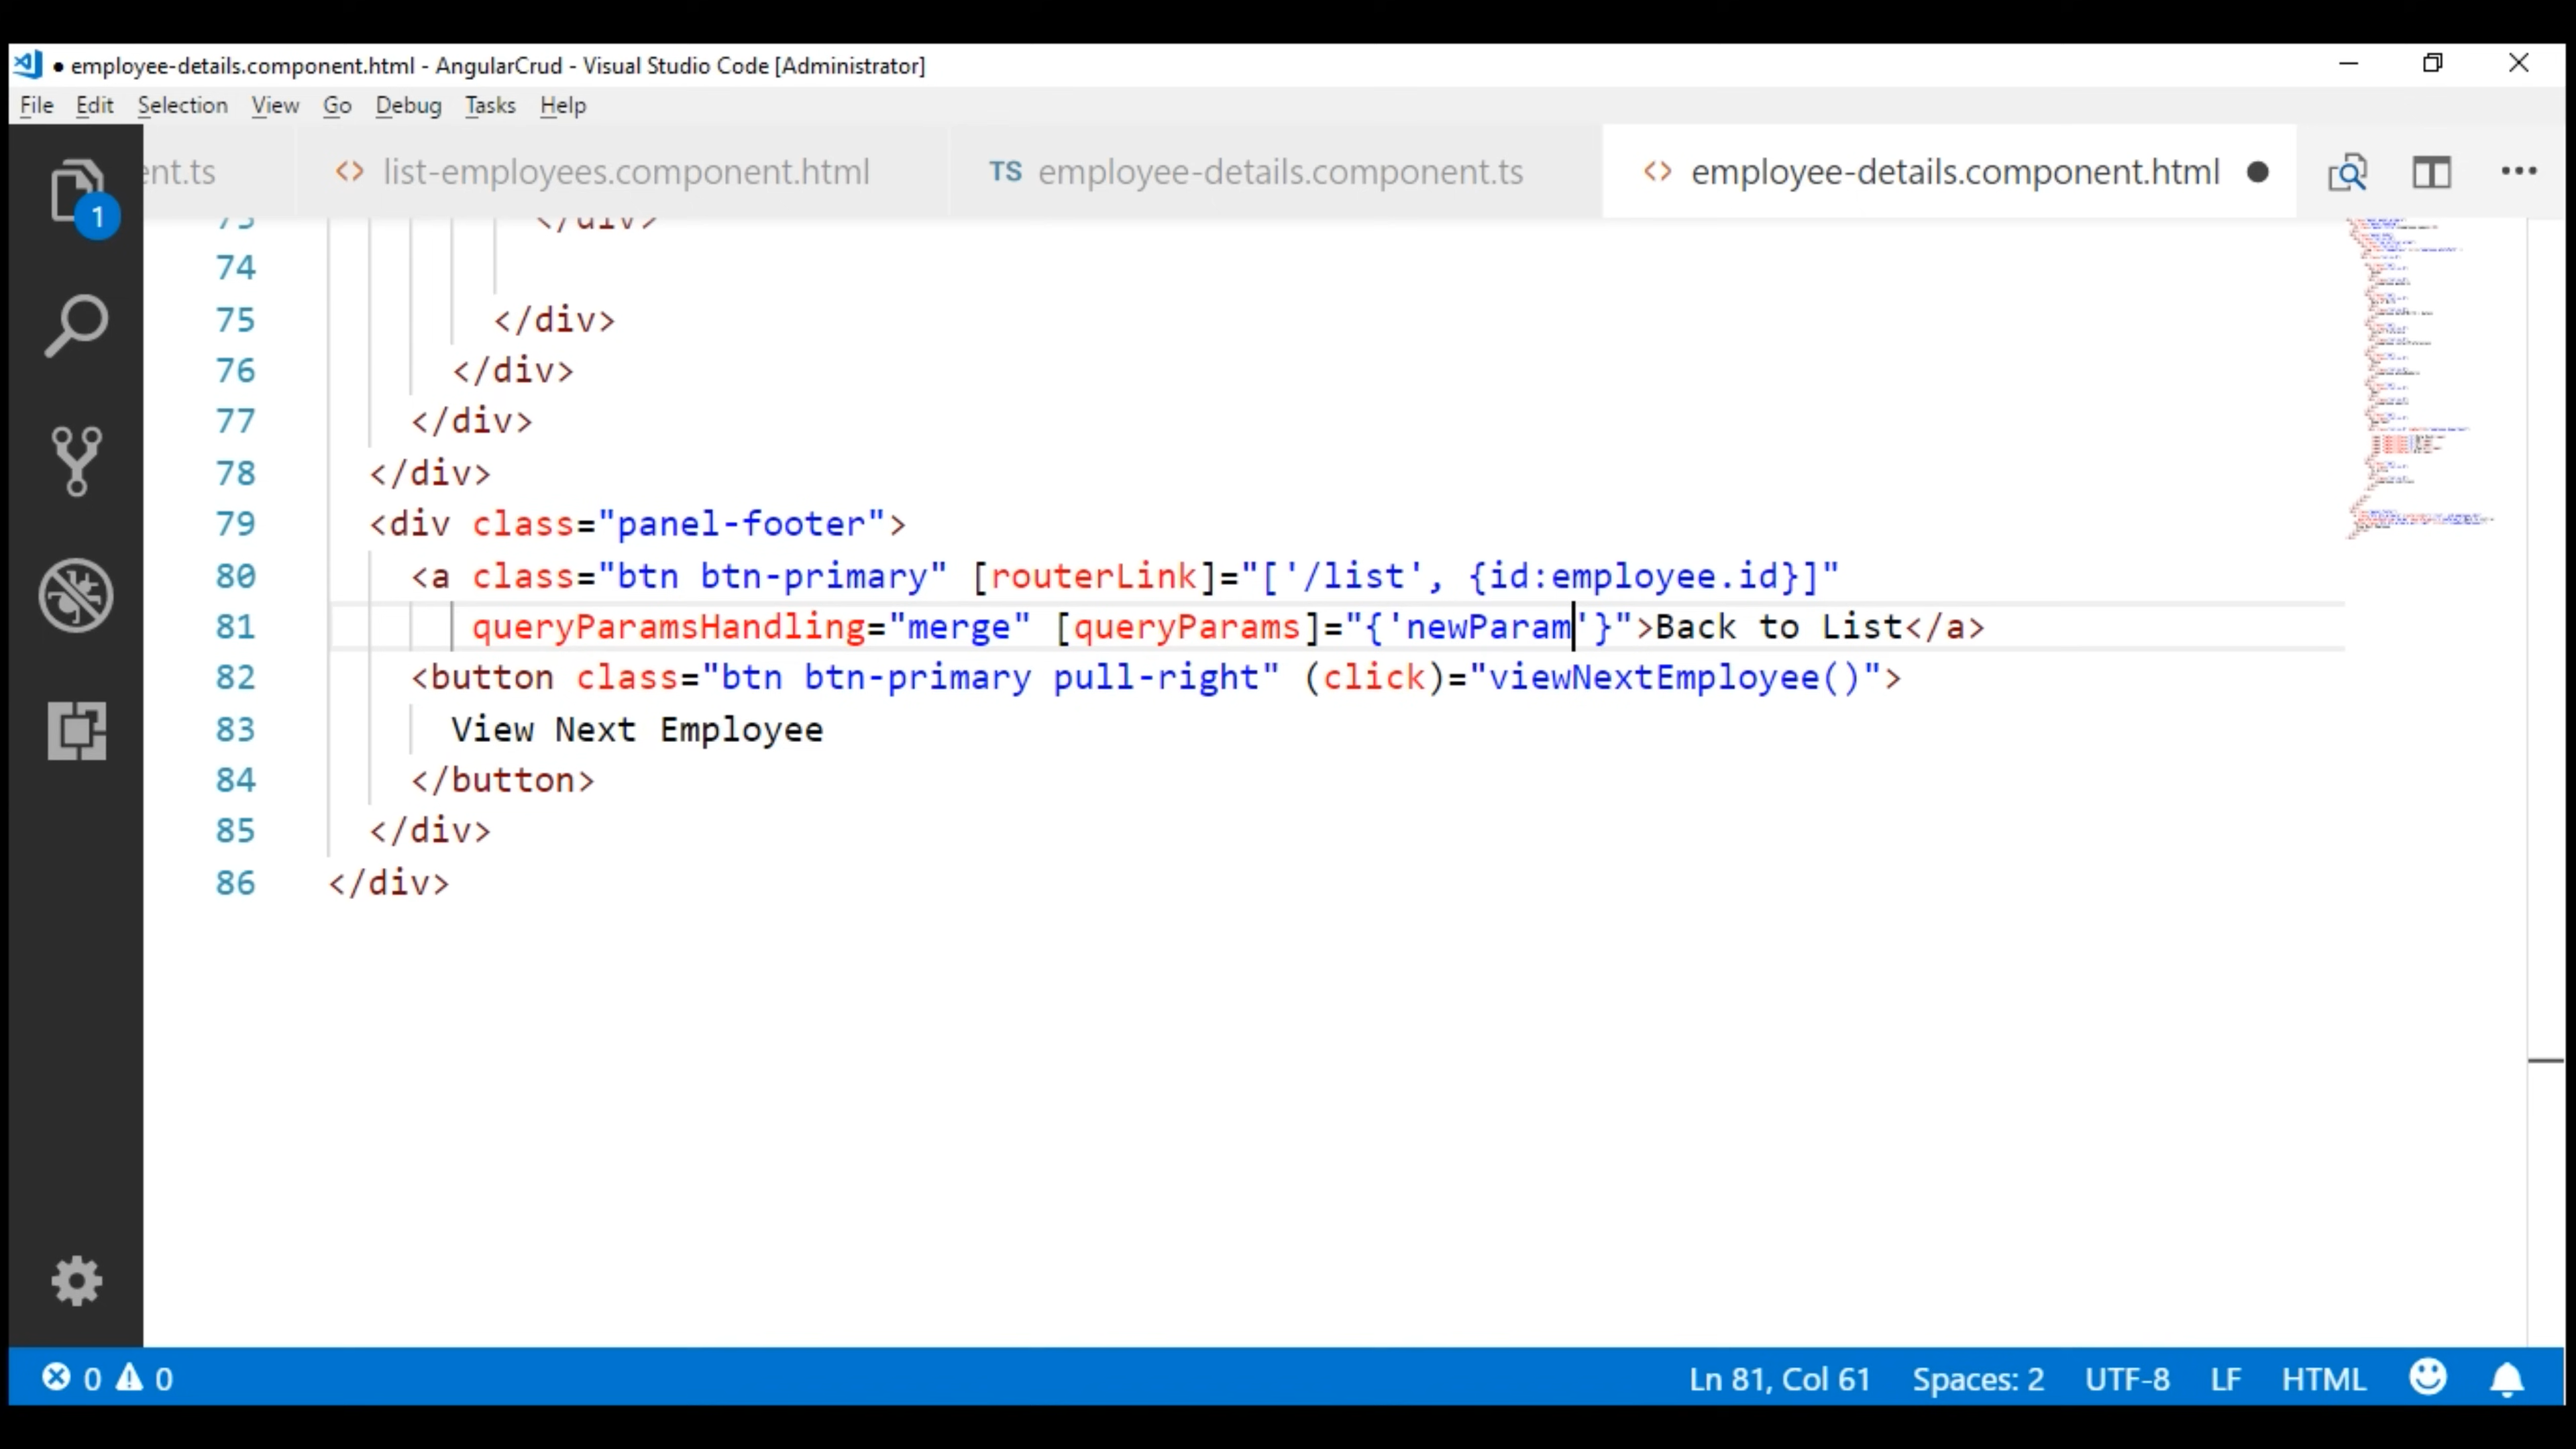 ● employee-details.component.html - AngularCrud - Visual Studio Code [Administrator]
File Edit Selection View Go Debug Tasks Help
ent.ts list-employees.component.html TS employee-details.component.ts employee-details.component.html
1
73 </div>
74
75 </div>
76 </div>
77 </div>
78 </div>
79 <div class="panel-footer">
80 <a class="btn btn-primary" [routerLink]="['/list', {id:employee.id}]"
81 queryParamsHandling="merge" [queryParams]="{'newParam'}">Back to List</a>
82 <button class="btn btn-primary pull-right" (click)="viewNextEmployee()">
83 View Next Employee
84 </button>
85 </div>
86 </div>
0 0 Ln 81, Col 61 Spaces: 2 UTF-8 LF HTML